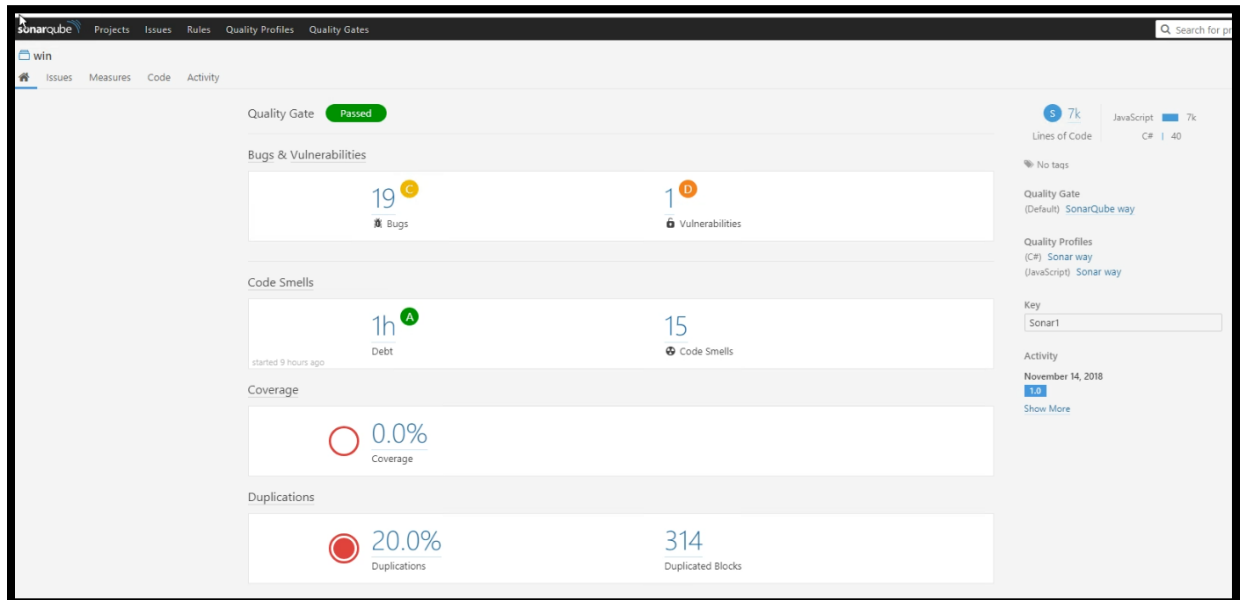 sonarqube Projects Issues Rules Quality Profiles Quality Gates Search for
win
Issues Measures Code Activity
Quality Gate Passed
Bugs & Vulnerabilities
19 C
Bugs
1 D
Vulnerabilities
Code Smells
1h A
Debt
15
Code Smells
started 9 hours ago
Coverage
0.0%
Coverage
Duplications
20.0%
Duplications
314
Duplicated Blocks
S 7k
Lines of Code
JavaScript 7k
C# 40
No tags
Quality Gate
(Default) SonarQube way
Quality Profiles
(C#) Sonar way
(JavaScript) Sonar way
Key
Sonar1
Activity
November 14, 2018
1.0
Show More